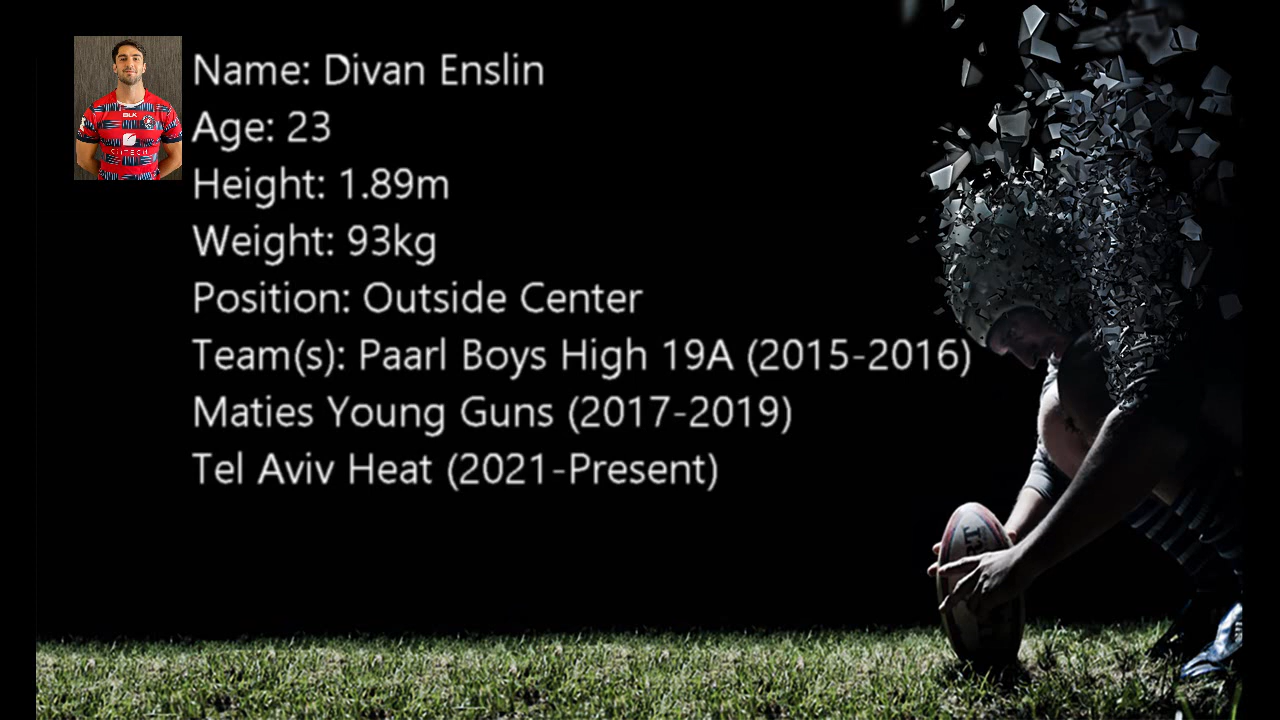 Name: Divan Enslin
Age: 23
Height: 1.89m
Weight: 93kg
Position: Outside Center
Team(s): Paarl Boys High 19A (2015-2016)
Maties Young Guns (2017-2019)
Tel Aviv Heat (2021-Present)
BLK